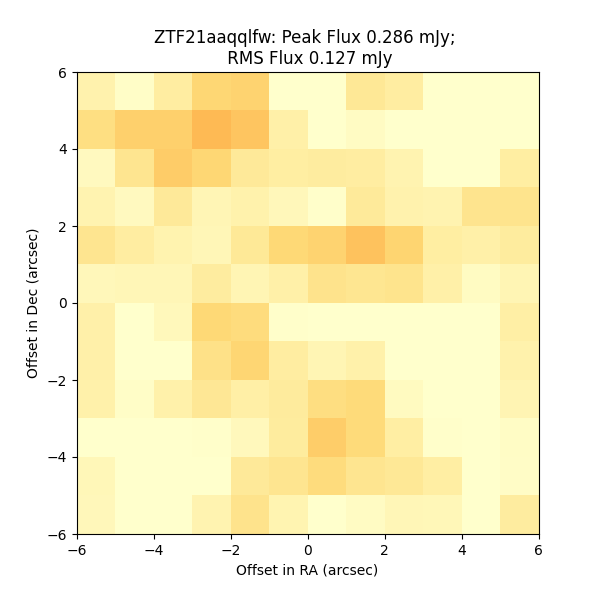 ZTF21aaqqlfw: Peak Flux 0.286 mJy;
RMS Flux 0.127 mJy
6
4
2
0
−2
−4
−6
Offset in Dec (arcsec)
−6 −4 −2 0 2 4 6
Offset in RA (arcsec)